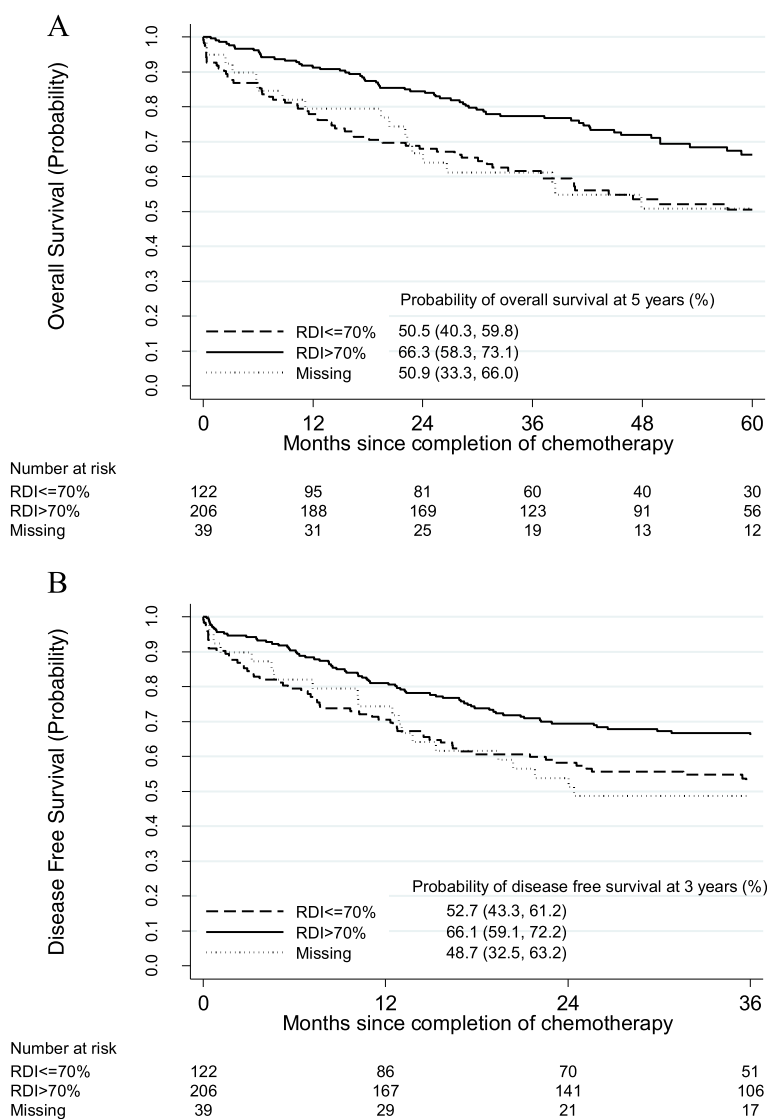 A
Overall Survival (Probability)
1.0
0.9
0.8
0.7
0.6
0.5
0.4
0.3
0.2
0.1
0.0
Probability of overall survival at 5 years (%)
RDI<=70% 50.5 (40.3, 59.8)
RDI>70% 66.3 (58.3, 73.1)
Missing 50.9 (33.3, 66.0)
0 12 24 36 48 60
Months since completion of chemotherapy
Number at risk
RDI<=70% 122 95 81 60 40 30
RDI>70% 206 188 169 123 91 56
Missing 39 31 25 19 13 12
B
Disease Free Survival (Probability)
1.0
0.9
0.8
0.7
0.6
0.5
0.4
0.3
0.2
0.1
0.0
Probability of disease free survival at 3 years (%)
RDI<=70% 52.7 (43.3, 61.2)
RDI>70% 66.1 (59.1, 72.2)
Missing 48.7 (32.5, 63.2)
0 12 24 36
Months since completion of chemotherapy
Number at risk
RDI<=70% 122 86 70 51
RDI>70% 206 167 141 106
Missing 39 29 21 17